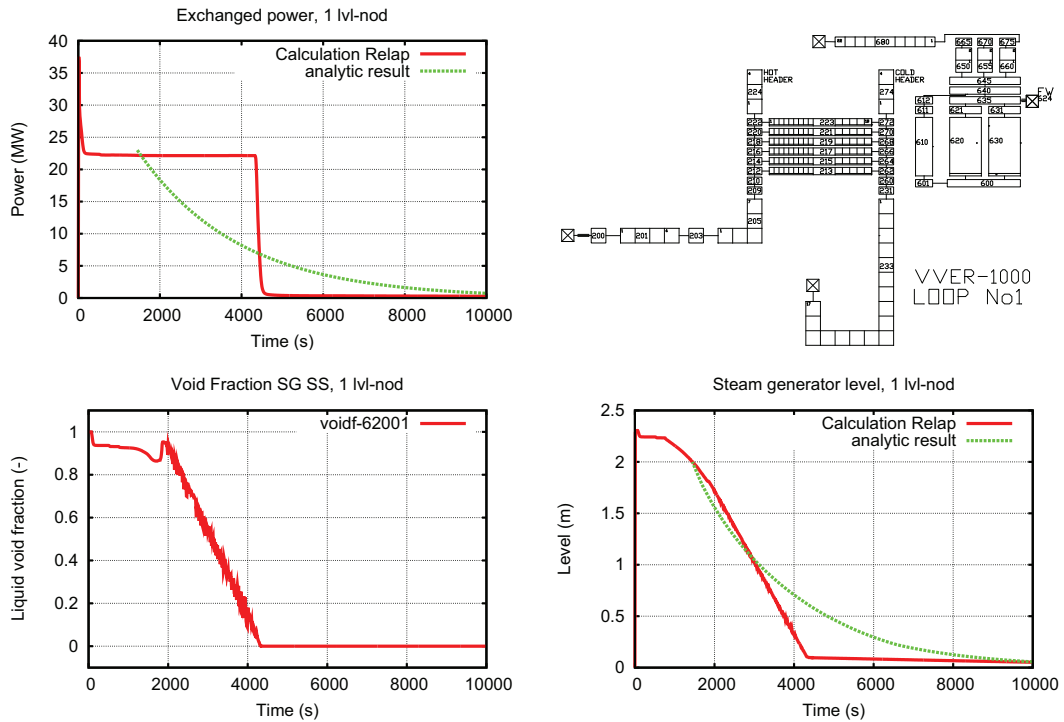 Exchanged power, 1 lvl-nod
40
35
30
25
20
15
10
5
0
Power (MW)
Calculation Relap
analytic result
0 2000 4000 6000 8000 10000
Time (s)
680
665 670 675
650 655 660
645
640
635
FW
624
612
611
621 631
610 620 630
601 600
HOT
HEADER
COLD
HEADER
224 274
222 223 272
220 221 270
218 219 268
216 217 266
214 215 264
212 213 262
210 260
209 231
205
200 201 203
233
VVER-1000
LOOP No1
Void Fraction SG SS, 1 lvl-nod
1
0.8
0.6
0.4
0.2
0
Liquid void fraction (-)
voidf-62001
0 2000 4000 6000 8000 10000
Time (s)
Steam generator level, 1 lvl-nod
2.5
2
1.5
1
0.5
0
Level (m)
Calculation Relap
analytic result
0 2000 4000 6000 8000 10000
Time (s)